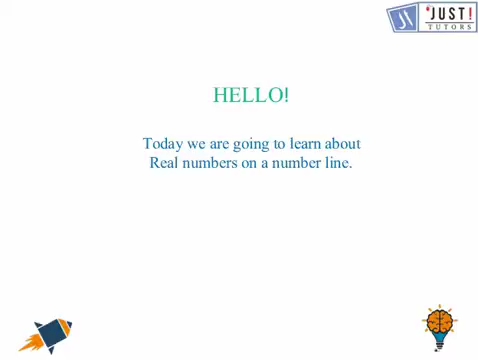 JUST!
TUTORS
HELLO!
Today we are going to learn about
Real numbers on a number line.